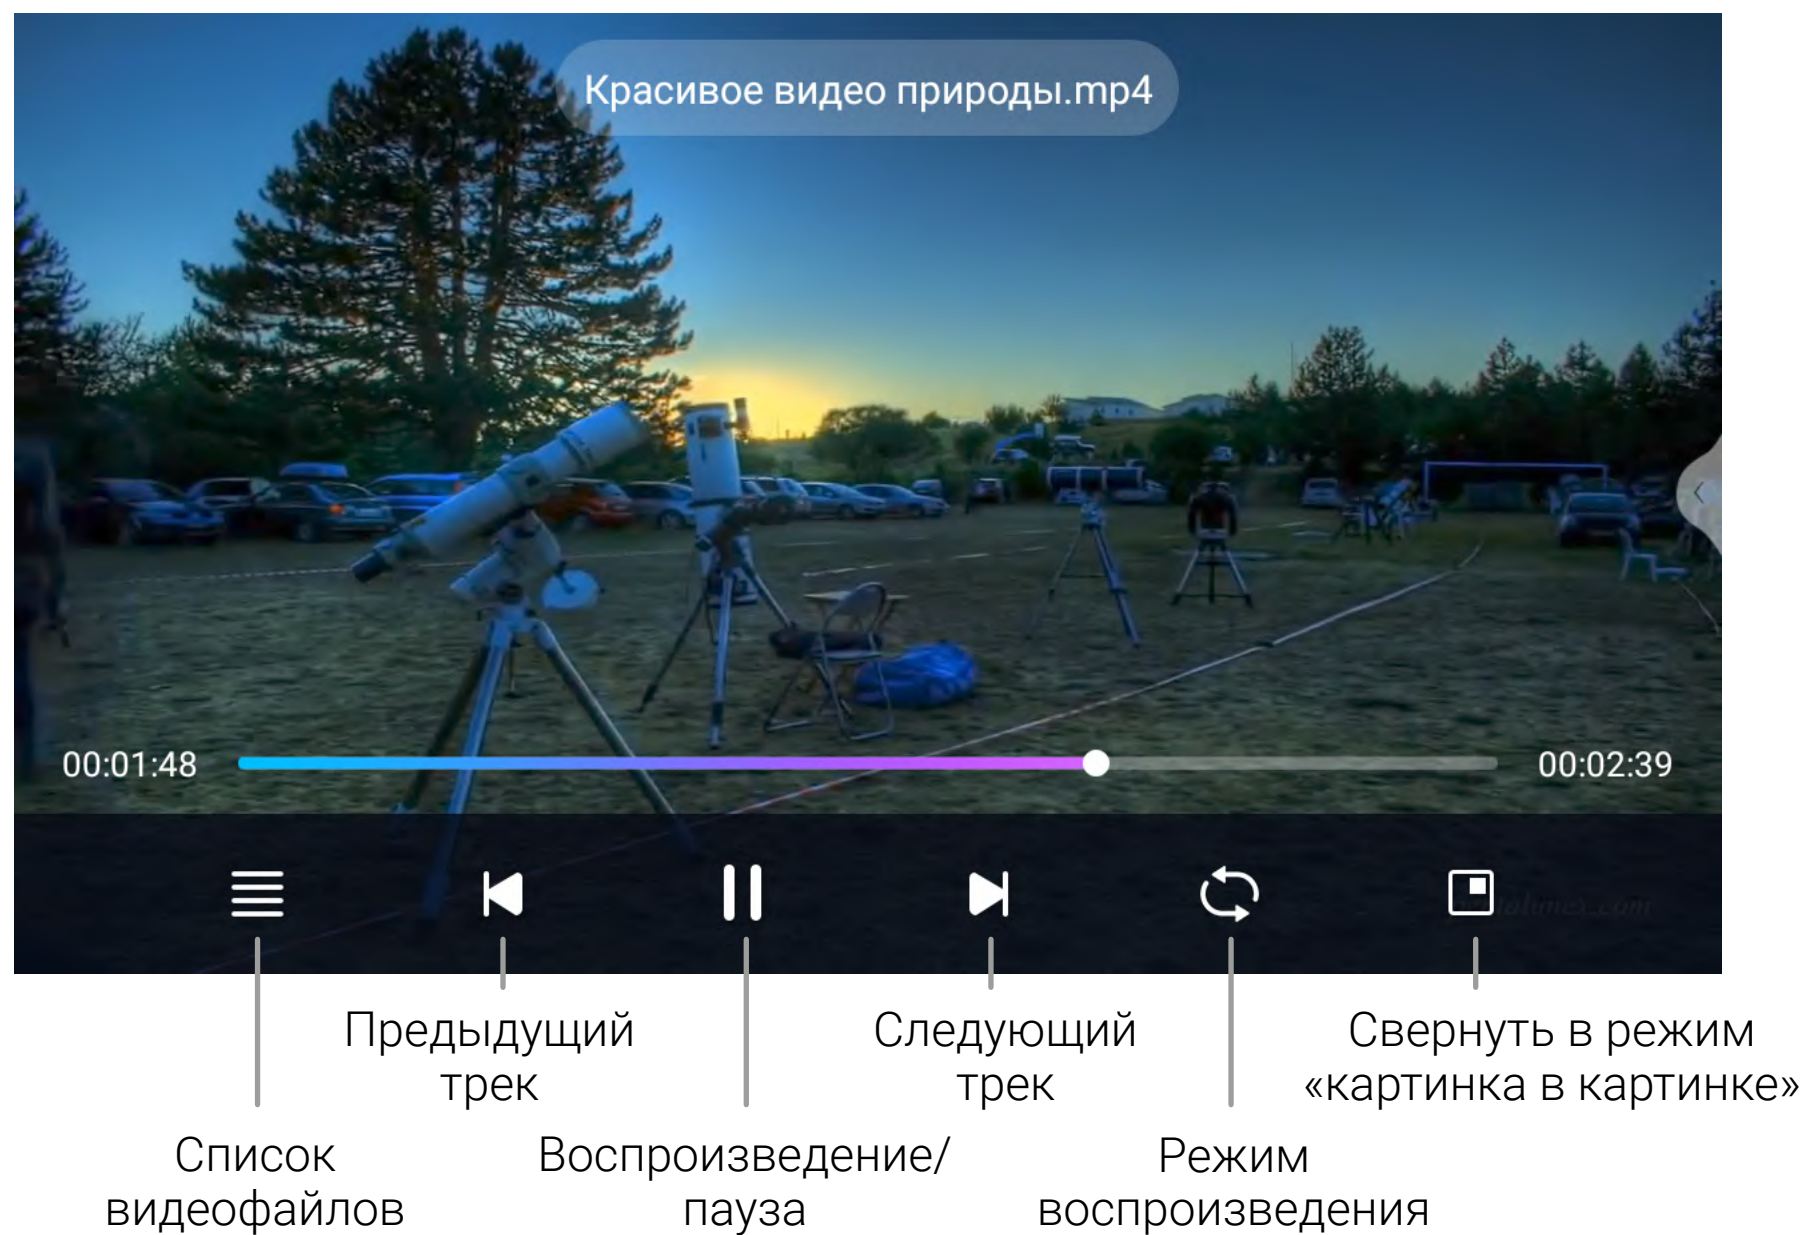 Красивое видео природы.mp4
00:01:48
00:02:39
Предыдущий
трек
Следующий
трек
Свернуть в режим
«картинка в картинке»
Список
видеофайлов
Воспроизведение/
пауза
Режим
воспроизведения